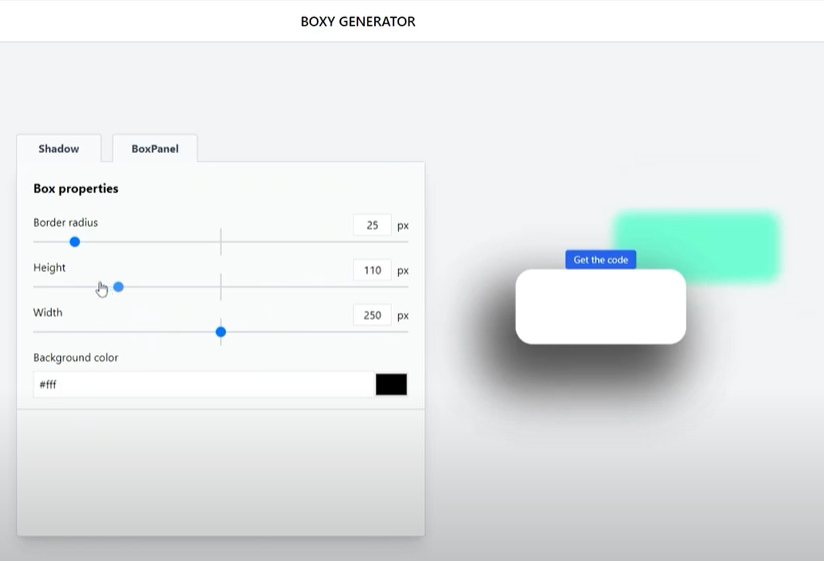 BOXY GENERATOR
Shadow
BoxPanel
Box properties
Border radius
25 px
Height
110 px
Width
250 px
Background color
#fff
Get the code